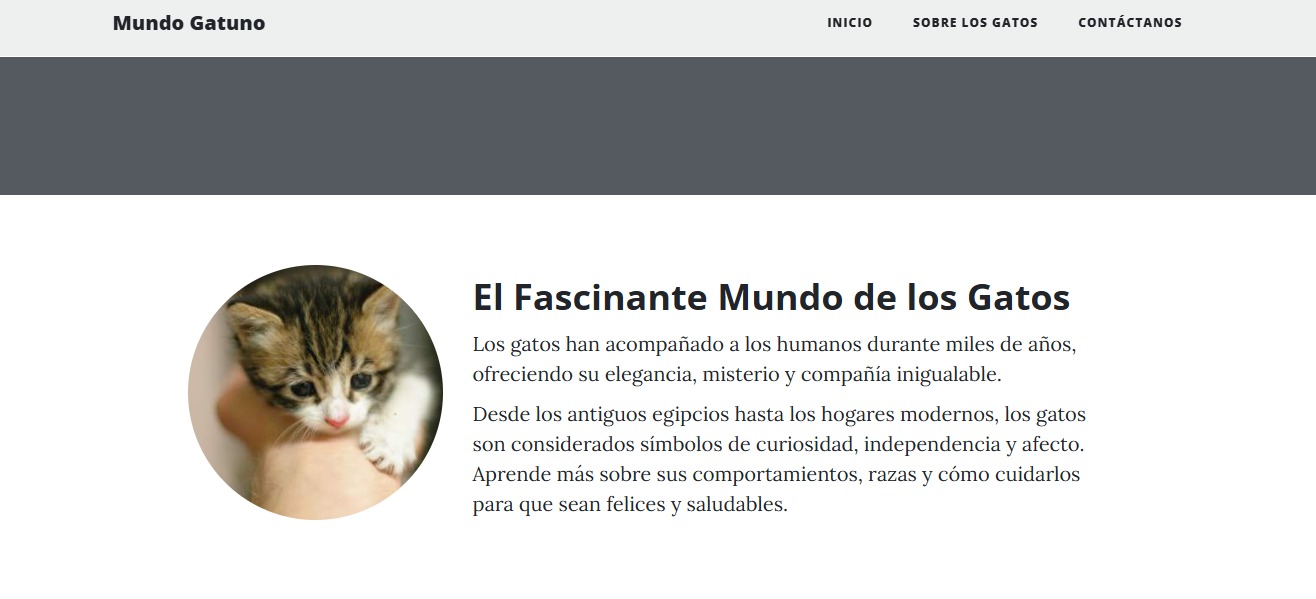 Mundo Gatuno
INICIO
SOBRE LOS GATOS
CONTÁCTANOS
El Fascinante Mundo de los Gatos
Los gatos han acompañado a los humanos durante miles de años,
ofreciendo su elegancia, misterio y compañía inigualable.
Desde los antiguos egipcios hasta los hogares modernos, los gatos
son considerados símbolos de curiosidad, independencia y afecto.
Aprende más sobre sus comportamientos, razas y cómo cuidarlos
para que sean felices y saludables.